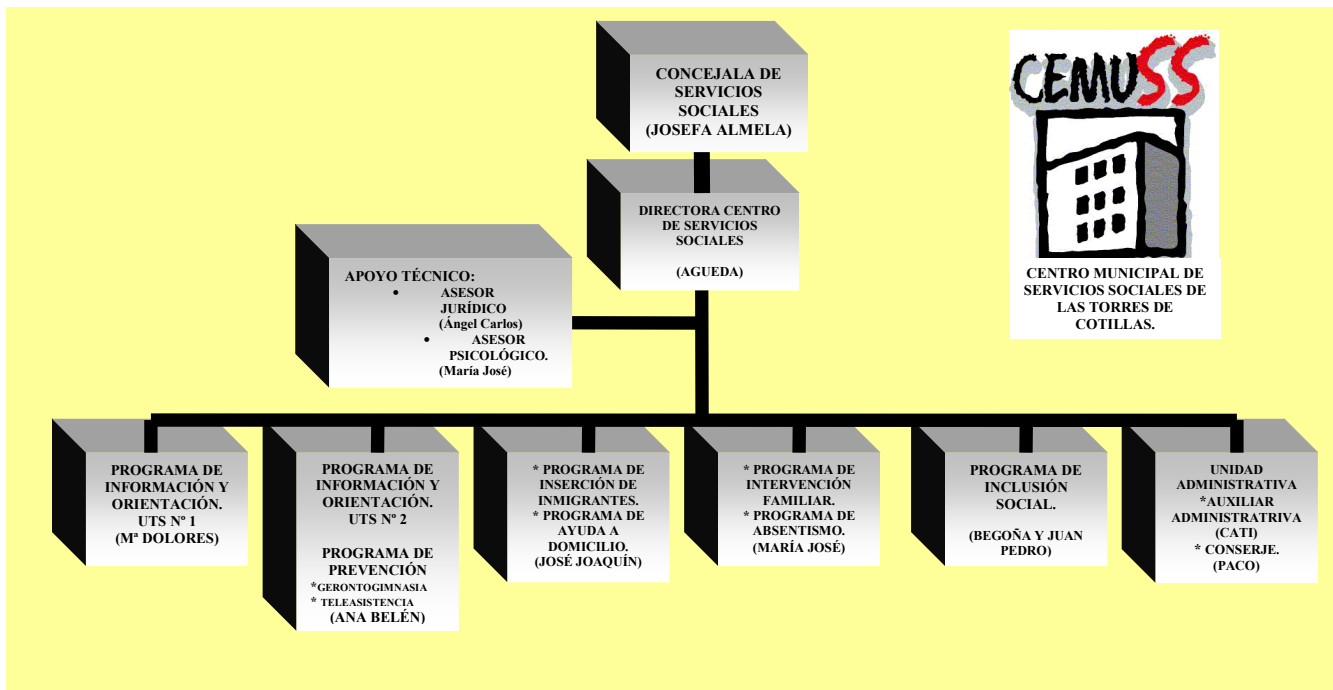 CONCEJALA DE
SERVICIOS
SOCIALES
(JOSEFA ALMELA)
CEMUSS
CENTRO MUNICIPAL DE
SERVICIOS SOCIALES DE
LAS TORRES DE
COTILLAS.
DIRECTORA CENTRO
DE SERVICIOS
SOCIALES
(AGUEDA)
APOYO TÉCNICO:
• ASESOR
JURÍDICO
(Ángel Carlos)
• ASESOR
PSICOLÓGICO.
(María José)
PROGRAMA DE
INFORMACIÓN Y
ORIENTACIÓN.
UTS Nº 1
(Mª DOLORES)
PROGRAMA DE
INFORMACIÓN Y
ORIENTACIÓN.
UTS Nº 2
PROGRAMA DE
PREVENCIÓN
*GERONTOGIMNASIA
* TELEASISTENCIA
(ANA BELÉN)
* PROGRAMA DE
INSERCIÓN DE
INMIGRANTES.
* PROGRAMA DE
AYUDA A
DOMICILIO.
(JOSÉ JOAQUÍN)
* PROGRAMA DE
INTERVENCIÓN
FAMILIAR.
* PROGRAMA DE
ABSENTISMO.
(MARÍA JOSÉ)
PROGRAMA DE
INCLUSIÓN
SOCIAL.
(BEGOÑA Y JUAN
PEDRO)
UNIDAD
ADMINISTRATIVA
*AUXILIAR
ADMINISTRATRIVA
(CATI)
* CONSERJE.
(PACO)